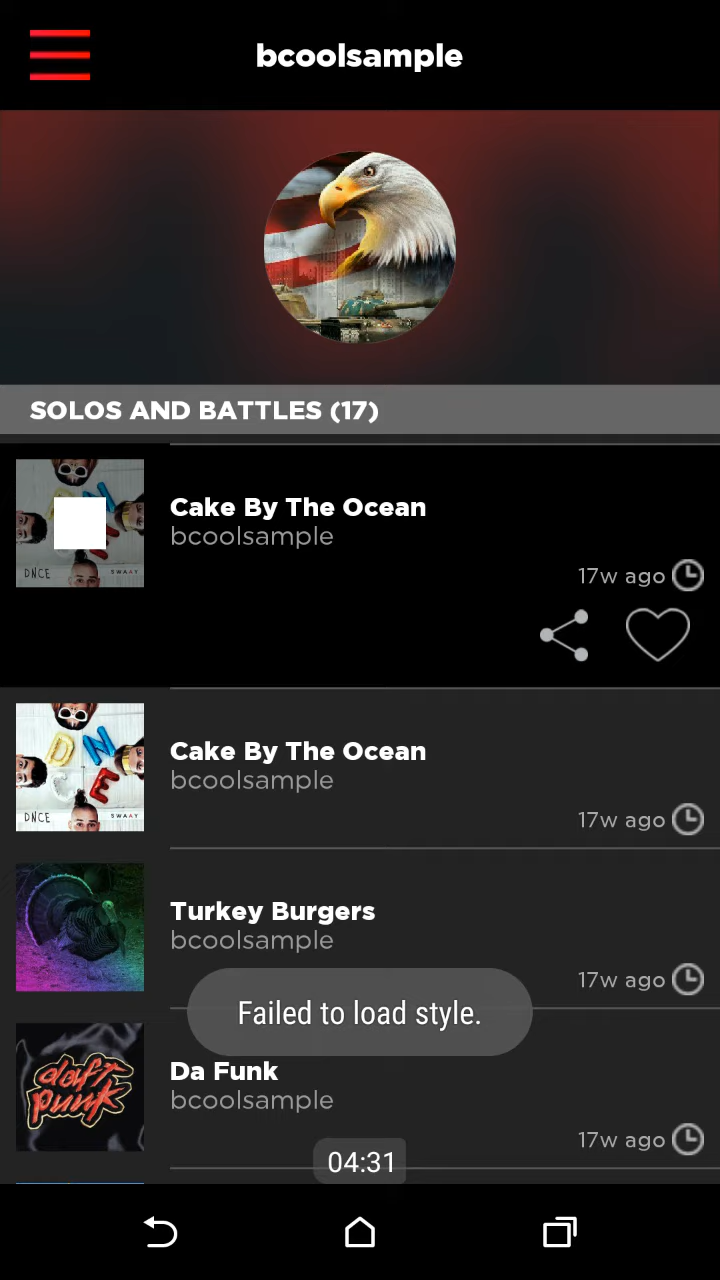 bcoolsample
SOLOS AND BATTLES (17)
DNCE
SWAAY
Cake By The Ocean
bcoolsample
17w ago
D N
C E
DNCE
SWAAY
Cake By The Ocean
bcoolsample
17w ago
Turkey Burgers
bcoolsample
17w ago
Failed to load style.
daft
punk
Da Funk
bcoolsample
17w ago
04:31